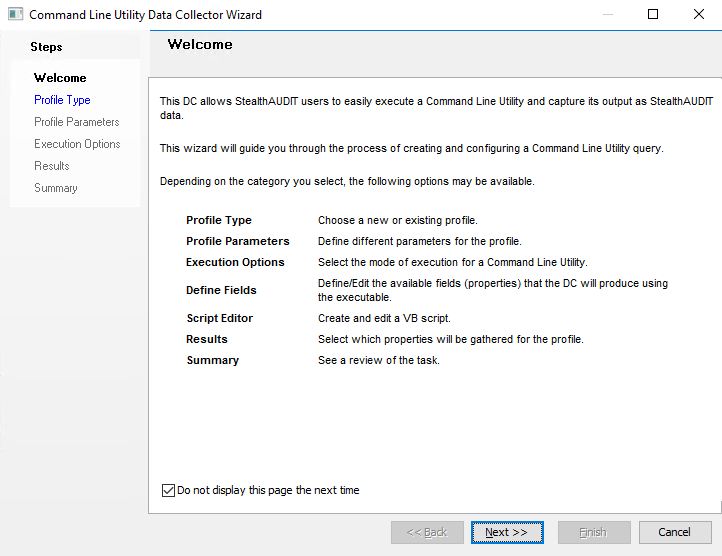 Command Line Utility Data Collector Wizard
Steps
Welcome
Profile Type
Profile Parameters
Execution Options
Results
Summary
Welcome
This DC allows StealthAUDIT users to easily execute a Command Line Utility and capture its output as StealthAUDIT
data.
This wizard will guide you through the process of creating and configuring a Command Line Utility query.
Depending on the category you select, the following options may be available.
Profile Type Choose a new or existing profile.
Profile Parameters Define different parameters for the profile.
Execution Options Select the mode of execution for a Command Line Utility.
Define Fields Define/Edit the available fields (properties) that the DC will produce using
the executable.
Script Editor Create and edit a VB script.
Results Select which properties will be gathered for the profile.
Summary See a review of the task.
Do not display this page the next time
<< Back Next >> Finish Cancel